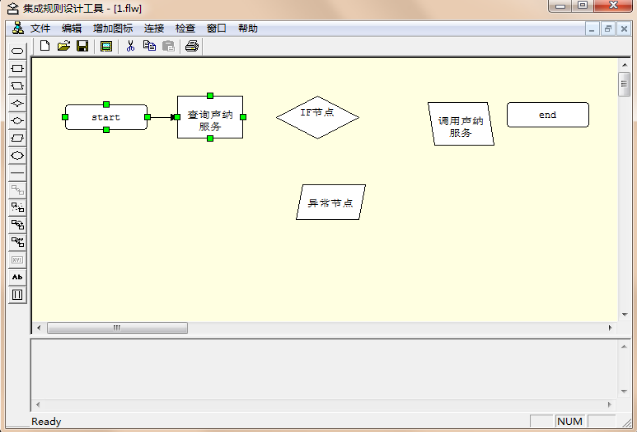 集成规则设计工具 - [1.flw]
文件 编辑 增加图标 连接 检查 窗口 帮助
Ab
start
查询声纳
服务
IF节点
调用声纳
服务
end
异常节点
Ready
NUM